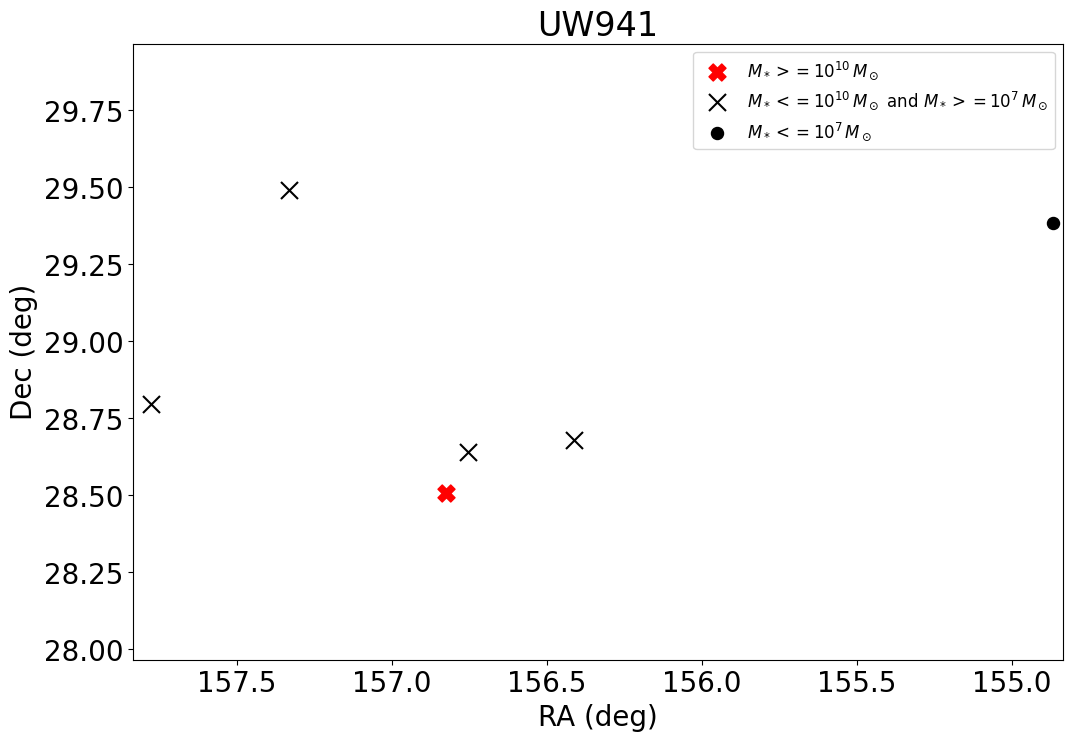 UW941
M* >= 10^10 M⊙
M* <= 10^10 M⊙ and M* >= 10^7 M⊙
M* <= 10^7 M⊙
29.75
29.50
29.25
29.00
28.75
28.50
28.25
28.00
Dec (deg)
157.5 157.0 156.5 156.0 155.5 155.0
RA (deg)